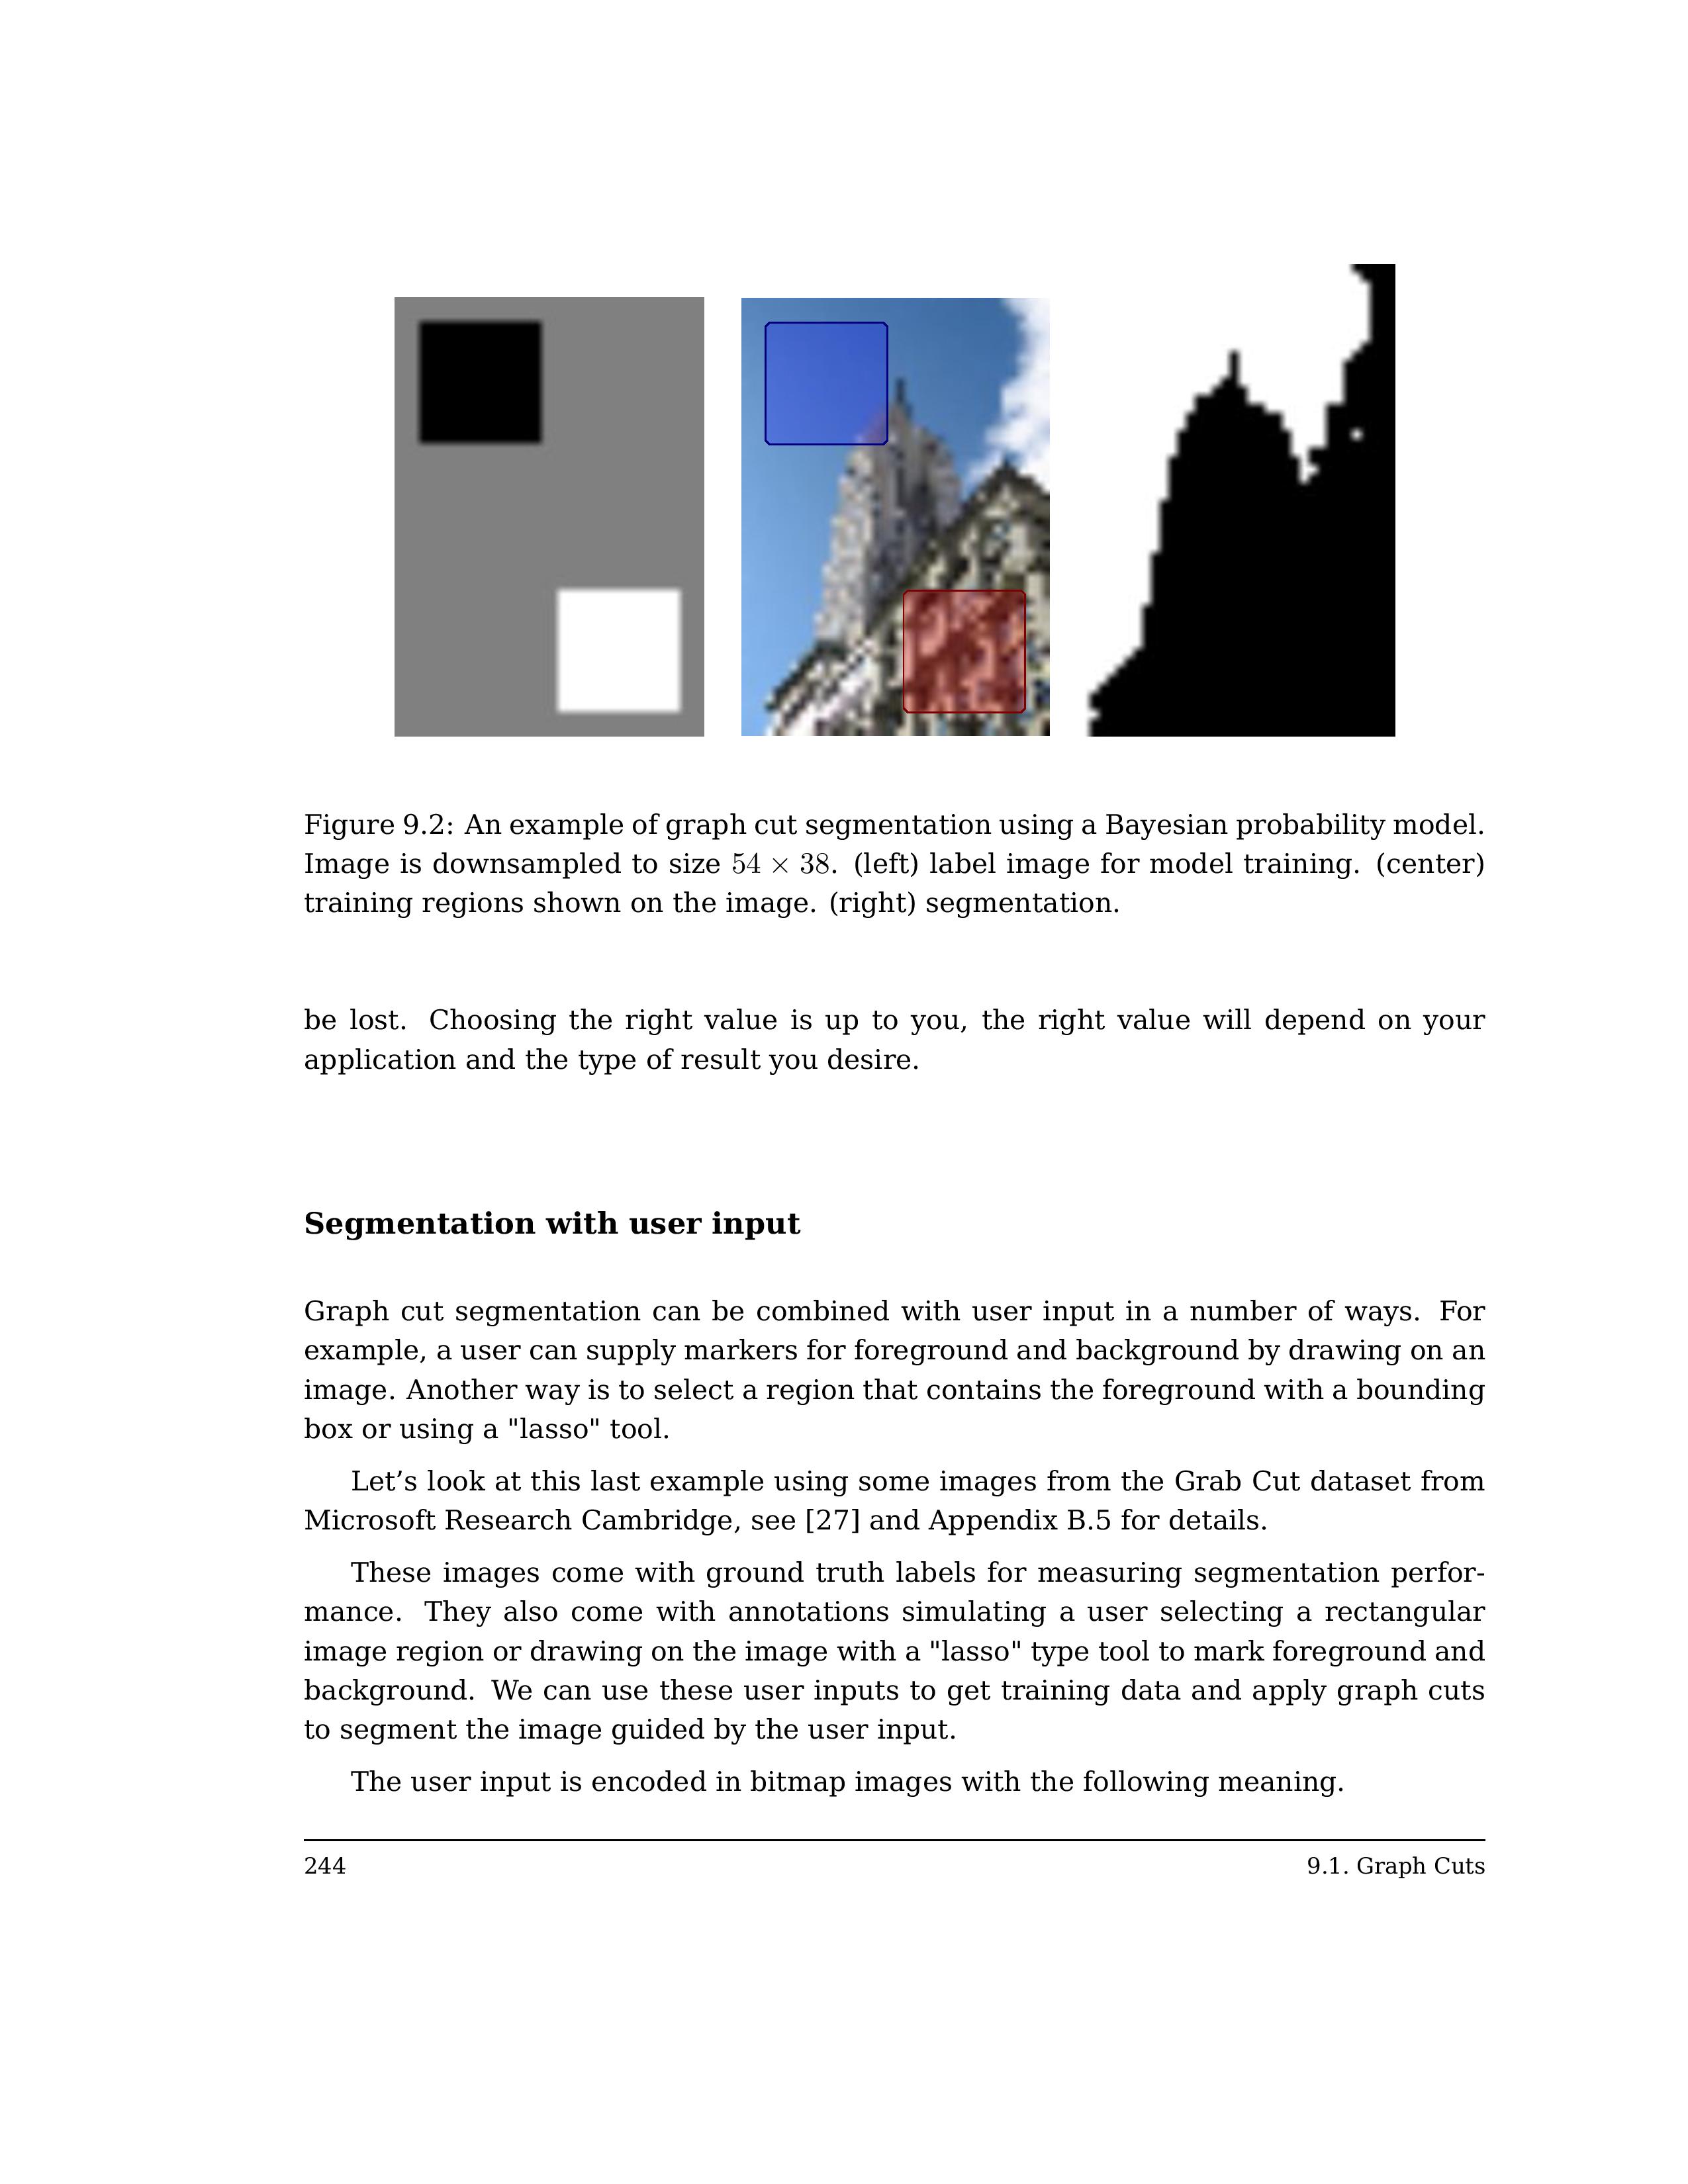 Figure 9.2: An example of graph cut segmentation using a Bayesian probability model.
Image is downsampled to size 54 × 38. (left) label image for model training. (center)
training regions shown on the image. (right) segmentation.
be lost. Choosing the right value is up to you, the right value will depend on your
application and the type of result you desire.
Segmentation with user input
Graph cut segmentation can be combined with user input in a number of ways. For
example, a user can supply markers for foreground and background by drawing on an
image. Another way is to select a region that contains the foreground with a bounding
box or using a "lasso" tool.
Let’s look at this last example using some images from the Grab Cut dataset from
Microsoft Research Cambridge, see [27] and Appendix B.5 for details.
These images come with ground truth labels for measuring segmentation perfor-
mance. They also come with annotations simulating a user selecting a rectangular
image region or drawing on the image with a "lasso" type tool to mark foreground and
background. We can use these user inputs to get training data and apply graph cuts
to segment the image guided by the user input.
The user input is encoded in bitmap images with the following meaning.
244 9.1. Graph Cuts